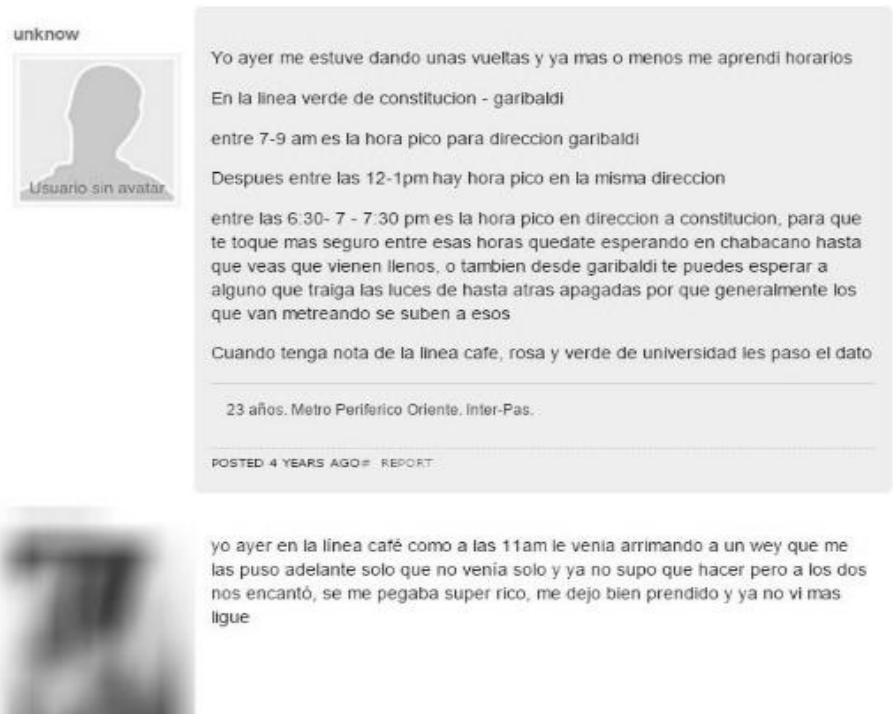 unknow
Usuario sin avatar
Yo ayer me estuve dando unas vueltas y ya mas o menos me aprendi horarios
En la linea verde de constitucion - garibaldi
entre 7-9 am es la hora pico para direccion garibaldi
Despues entre las 12-1pm hay hora pico en la misma direccion
entre las 6:30- 7 - 7:30 pm es la hora pico en direccion a constitucion, para que
te toque mas seguro entre esas horas quedate esperando en chabacano hasta
que veas que vienen llenos, o tambien desde garibaldi te puedes esperar a
alguno que traiga las luces de hasta atras apagadas por que generalmente los
que van metreando se suben a esos
Cuando tenga nota de la linea cafe, rosa y verde de universidad les paso el dato
23 años. Metro Periferico Oriente. Inter-Pas.
POSTED 4 YEARS AGO# REPORT
yo ayer en la línea café como a las 11am le venia arrimando a un wey que me
las puso adelante solo que no venía solo y ya no supo que hacer pero a los dos
nos encantó, se me pegaba super rico, me dejo bien prendido y ya no vi mas
ligue